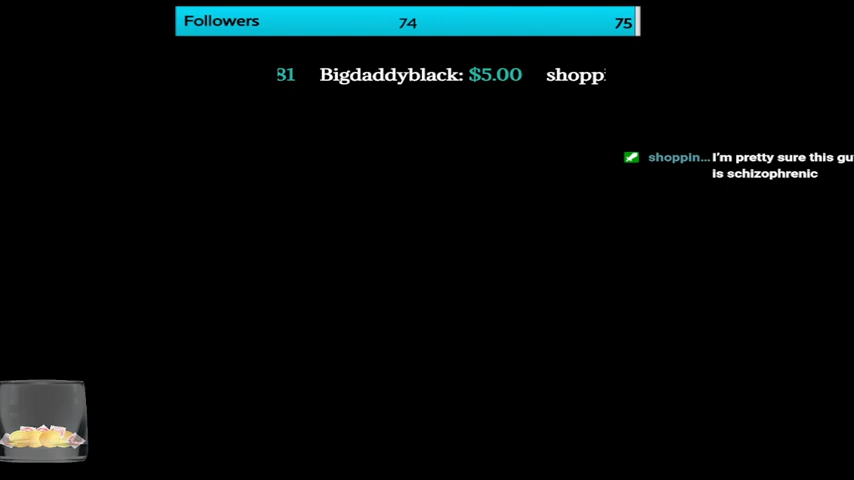 Followers 74 75
81 Bigdaddyblack: $5.00 shoppi
shoppin... I'm pretty sure this gu
is schizophrenic